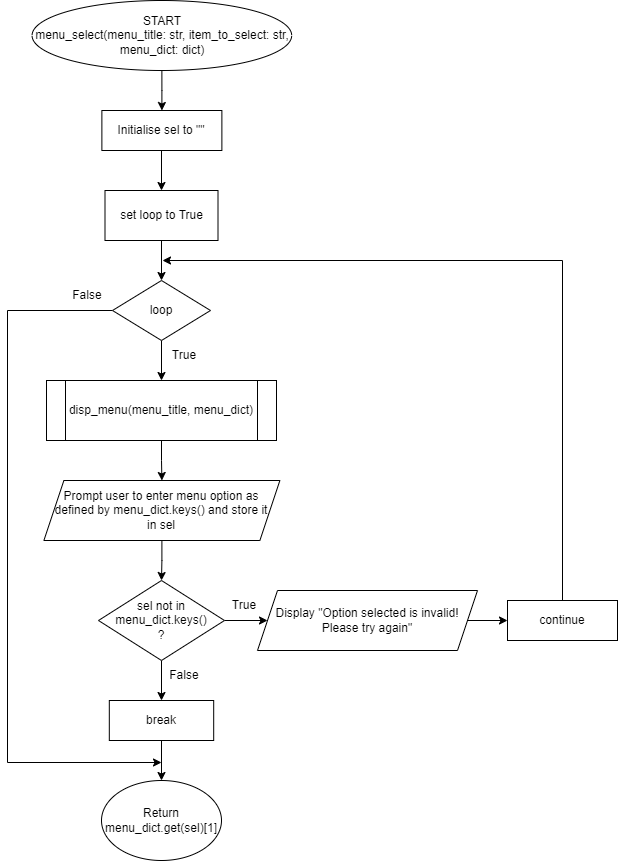 START
menu_select(menu_title: str, item_to_select: str,
menu_dict: dict)
Initialise sel to ""
set loop to True
False
loop
True
disp_menu(menu_title, menu_dict)
Prompt user to enter menu option as
defined by menu_dict.keys() and store it
in sel
sel not in
menu_dict.keys()
?
True
Display "Option selected is invalid!
Please try again"
continue
False
break
Return
menu_dict.get(sel)[1]